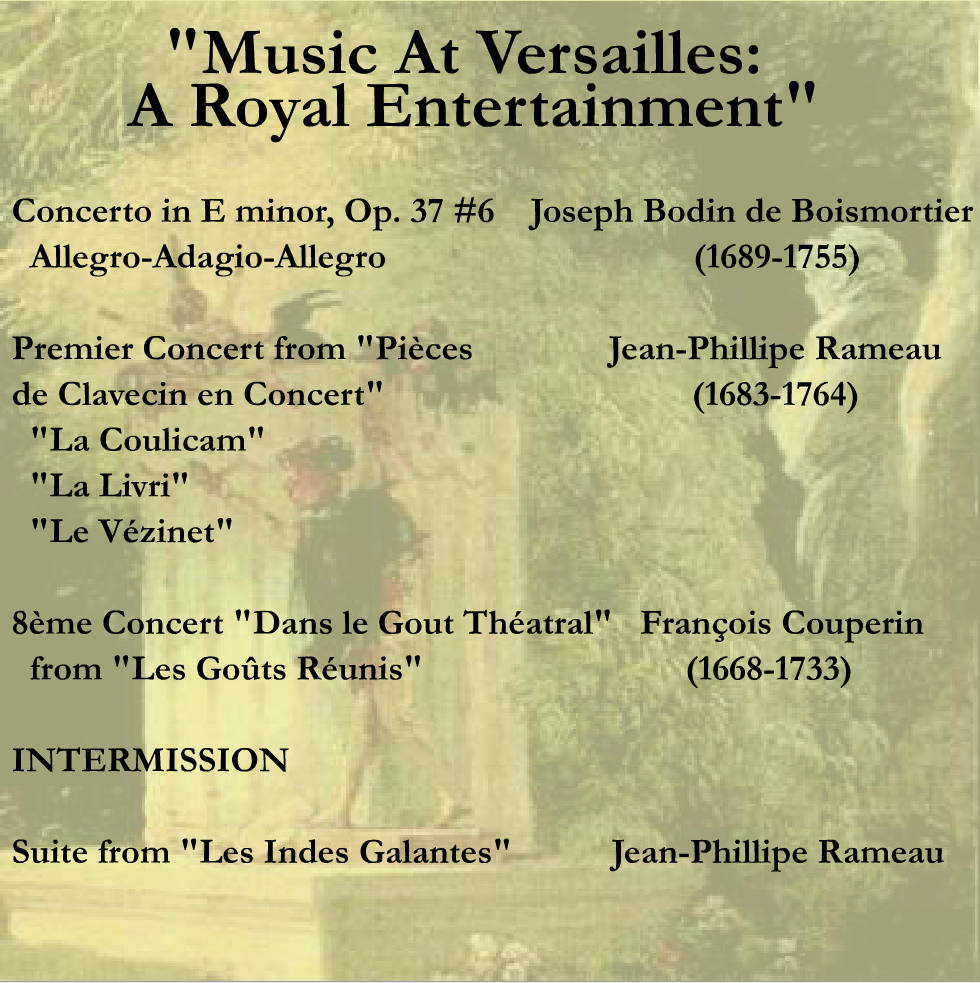 "Music At Versailles:
A Royal Entertainment"
Concerto in E minor, Op. 37 #6 Joseph Bodin de Boismortier
Allegro-Adagio-Allegro (1689-1755)
Premier Concert from "Pièces Jean-Phillipe Rameau
de Clavecin en Concert" (1683-1764)
"La Coulicam"
"La Livri"
"Le Vézinet"
8ème Concert "Dans le Gout Théatral" François Couperin
from "Les Goûts Réunis" (1668-1733)
INTERMISSION
Suite from "Les Indes Galantes" Jean-Phillipe Rameau